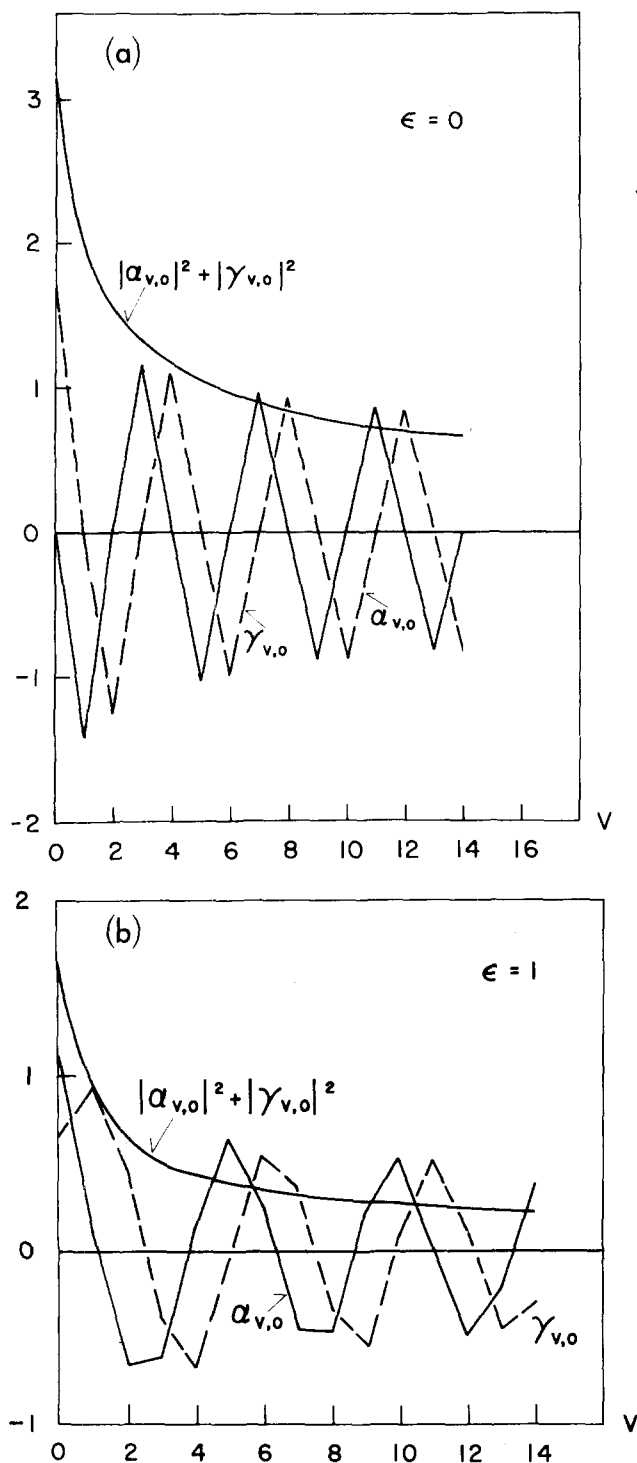 (a)
ϵ = 0
3
|α_{v,0}|² + |γ_{v,0}|²
2
1
0
γ_{v,0}
α_{v,0}
-1
-2
0 2 4 6 8 10 12 14 16 V
(b)
2
ϵ = 1
|α_{v,0}|² + |γ_{v,0}|²
1
0
α_{v,0}
γ_{v,0}
-1
0 2 4 6 8 10 12 14 V